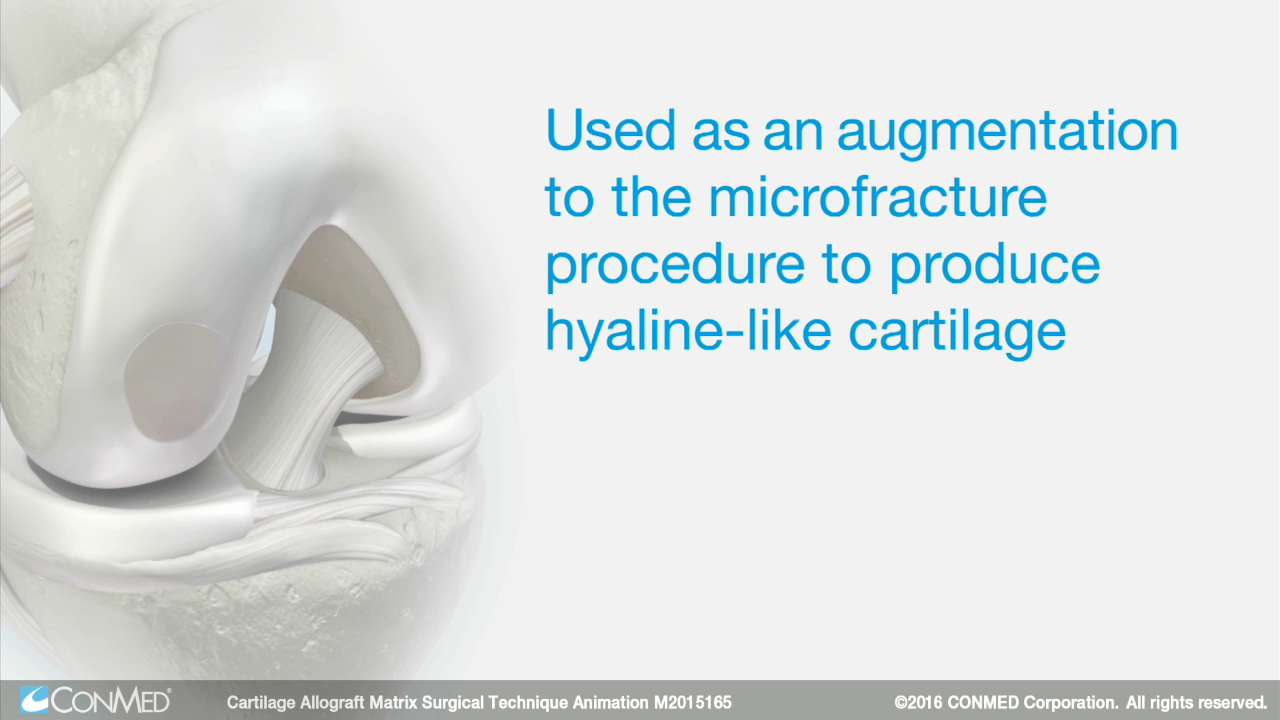 Used as an augmentation
to the microfracture
procedure to produce
hyaline-like cartilage
CONMED® Cartilage Allograft Matrix Surgical Technique Animation M2015165 ©2016 CONMED Corporation. All rights reserved.